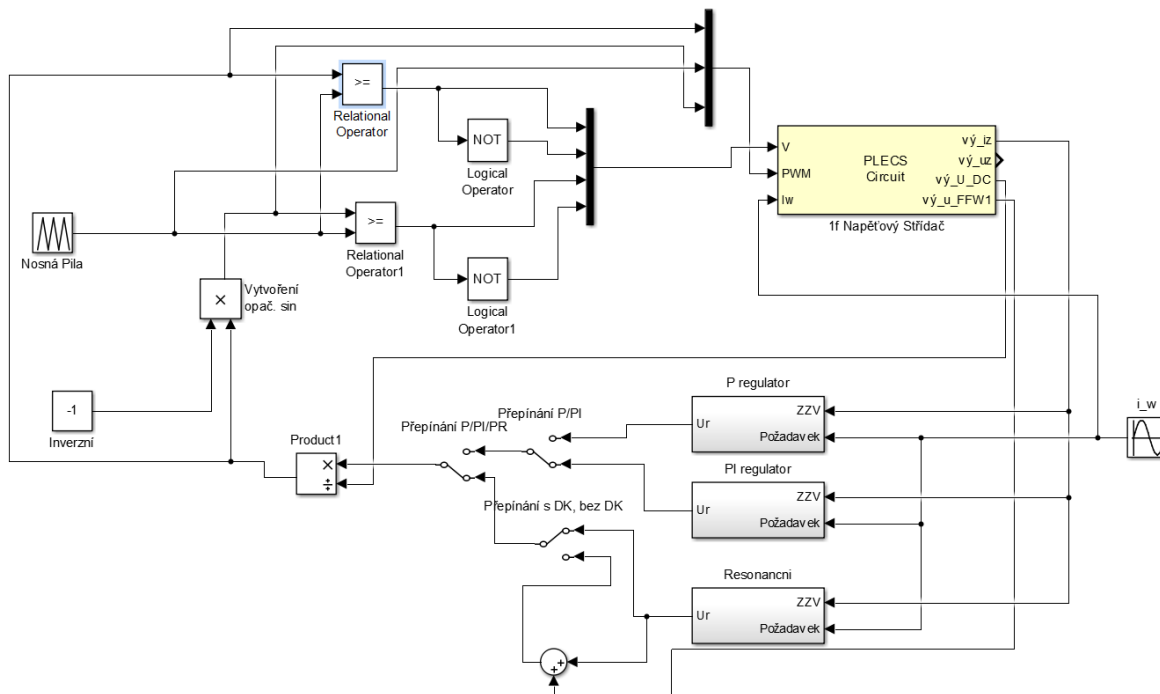 >=
Relational
Operator
NOT
Logical
Operator
V
PWM
Iw
PLECS
Circuit
vý_iz
vý_uz
vý_U_DC
vý_u_FFW1
1f Napěťový Střídač
Nosná Pila
>=
Relational
Operator1
NOT
Logical
Operator1
×
Vytvoření
opač. sin
-1
Inverzní
P regulator
Ur
ZZV
Požadavek
i_w
Přepínání P/PI
Přepínání P/PI/PR
Product1
×
÷
PI regulator
Ur
ZZV
Požadavek
Přepínání s DK, bez DK
Resonancni
Ur
ZZV
Požadavek
+
+